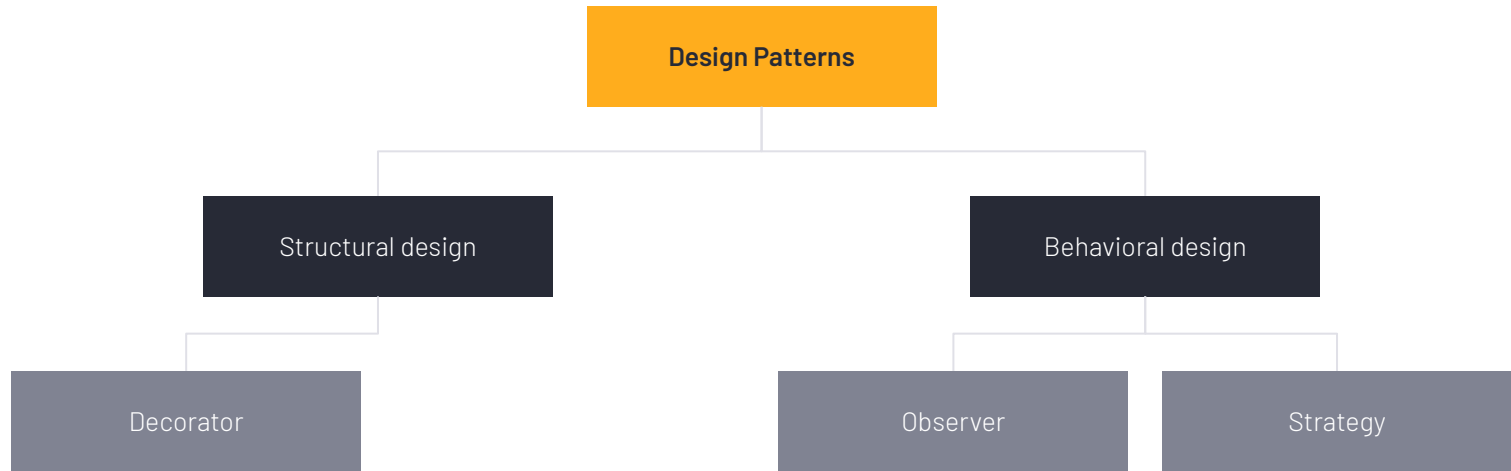 Design Patterns
Structural design
Behavioral design
Decorator
Observer
Strategy